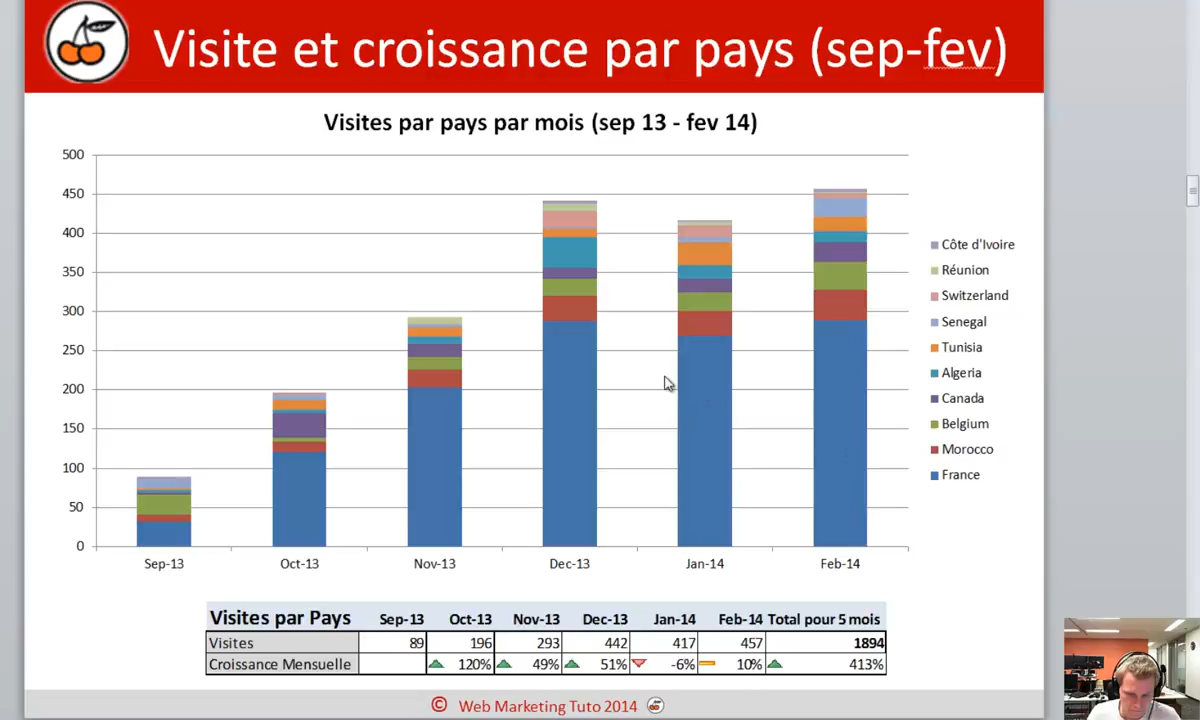 Visite et croissance par pays (sep-fev)
Visites par pays par mois (sep 13 - fev 14)
500
450
400
350
300
250
200
150
100
50
0
Côte d'Ivoire
Réunion
Switzerland
Senegal
Tunisia
Algeria
Canada
Belgium
Morocco
France
Sep-13 Oct-13 Nov-13 Dec-13 Jan-14 Feb-14
Visites par Pays Sep-13 Oct-13 Nov-13 Dec-13 Jan-14 Feb-14 Total pour 5 mois
Visites 89 196 293 442 417 457 1894
Croissance Mensuelle 120% 49% 51% -6% 10% 413%
© Web Marketing Tuto 2014